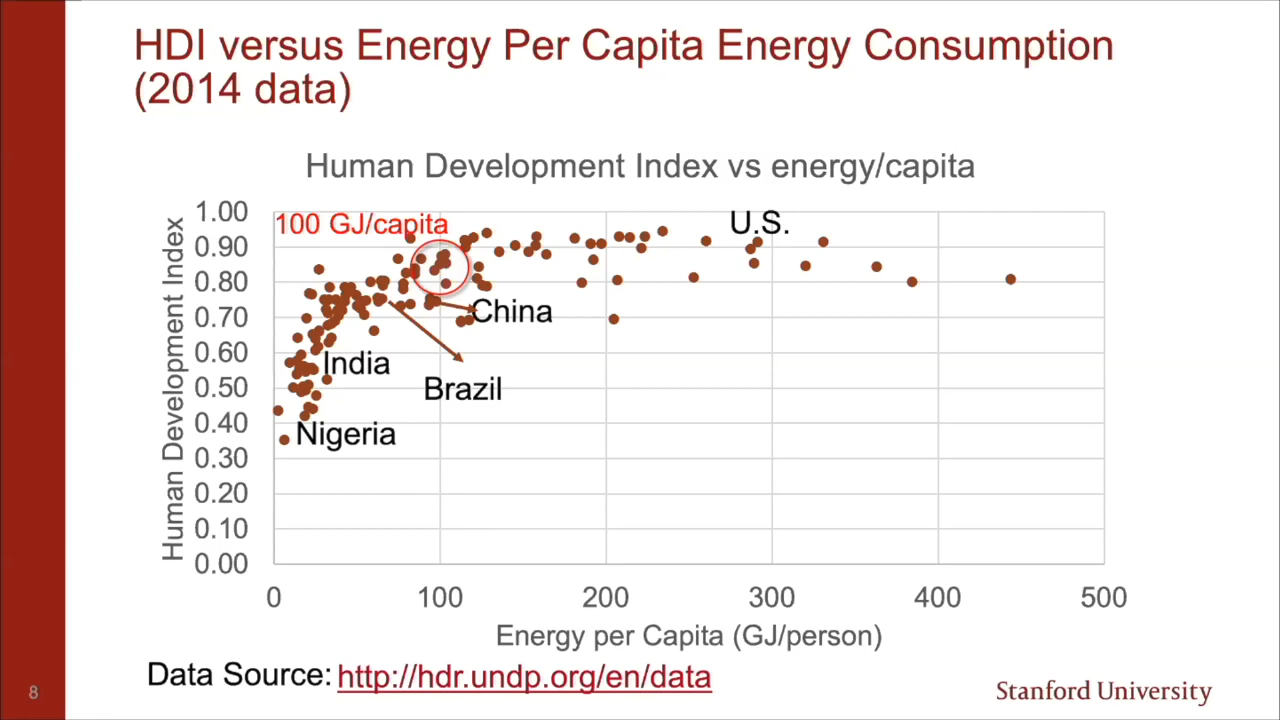 HDI versus Energy Per Capita Energy Consumption
(2014 data)
Human Development Index vs energy/capita
Human Development Index
1.00
0.90
0.80
0.70
0.60
0.50
0.40
0.30
0.20
0.10
0.00
100 GJ/capita
U.S.
China
India
Brazil
Nigeria
0 100 200 300 400 500
Energy per Capita (GJ/person)
Data Source: http://hdr.undp.org/en/data
8
Stanford University